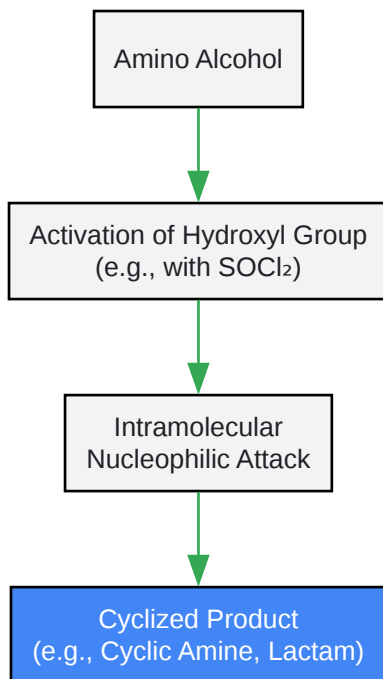 Amino Alcohol
Activation of Hydroxyl Group
(e.g., with SOCl₂)
Intramolecular
Nucleophilic Attack
Cyclized Product
(e.g., Cyclic Amine, Lactam)